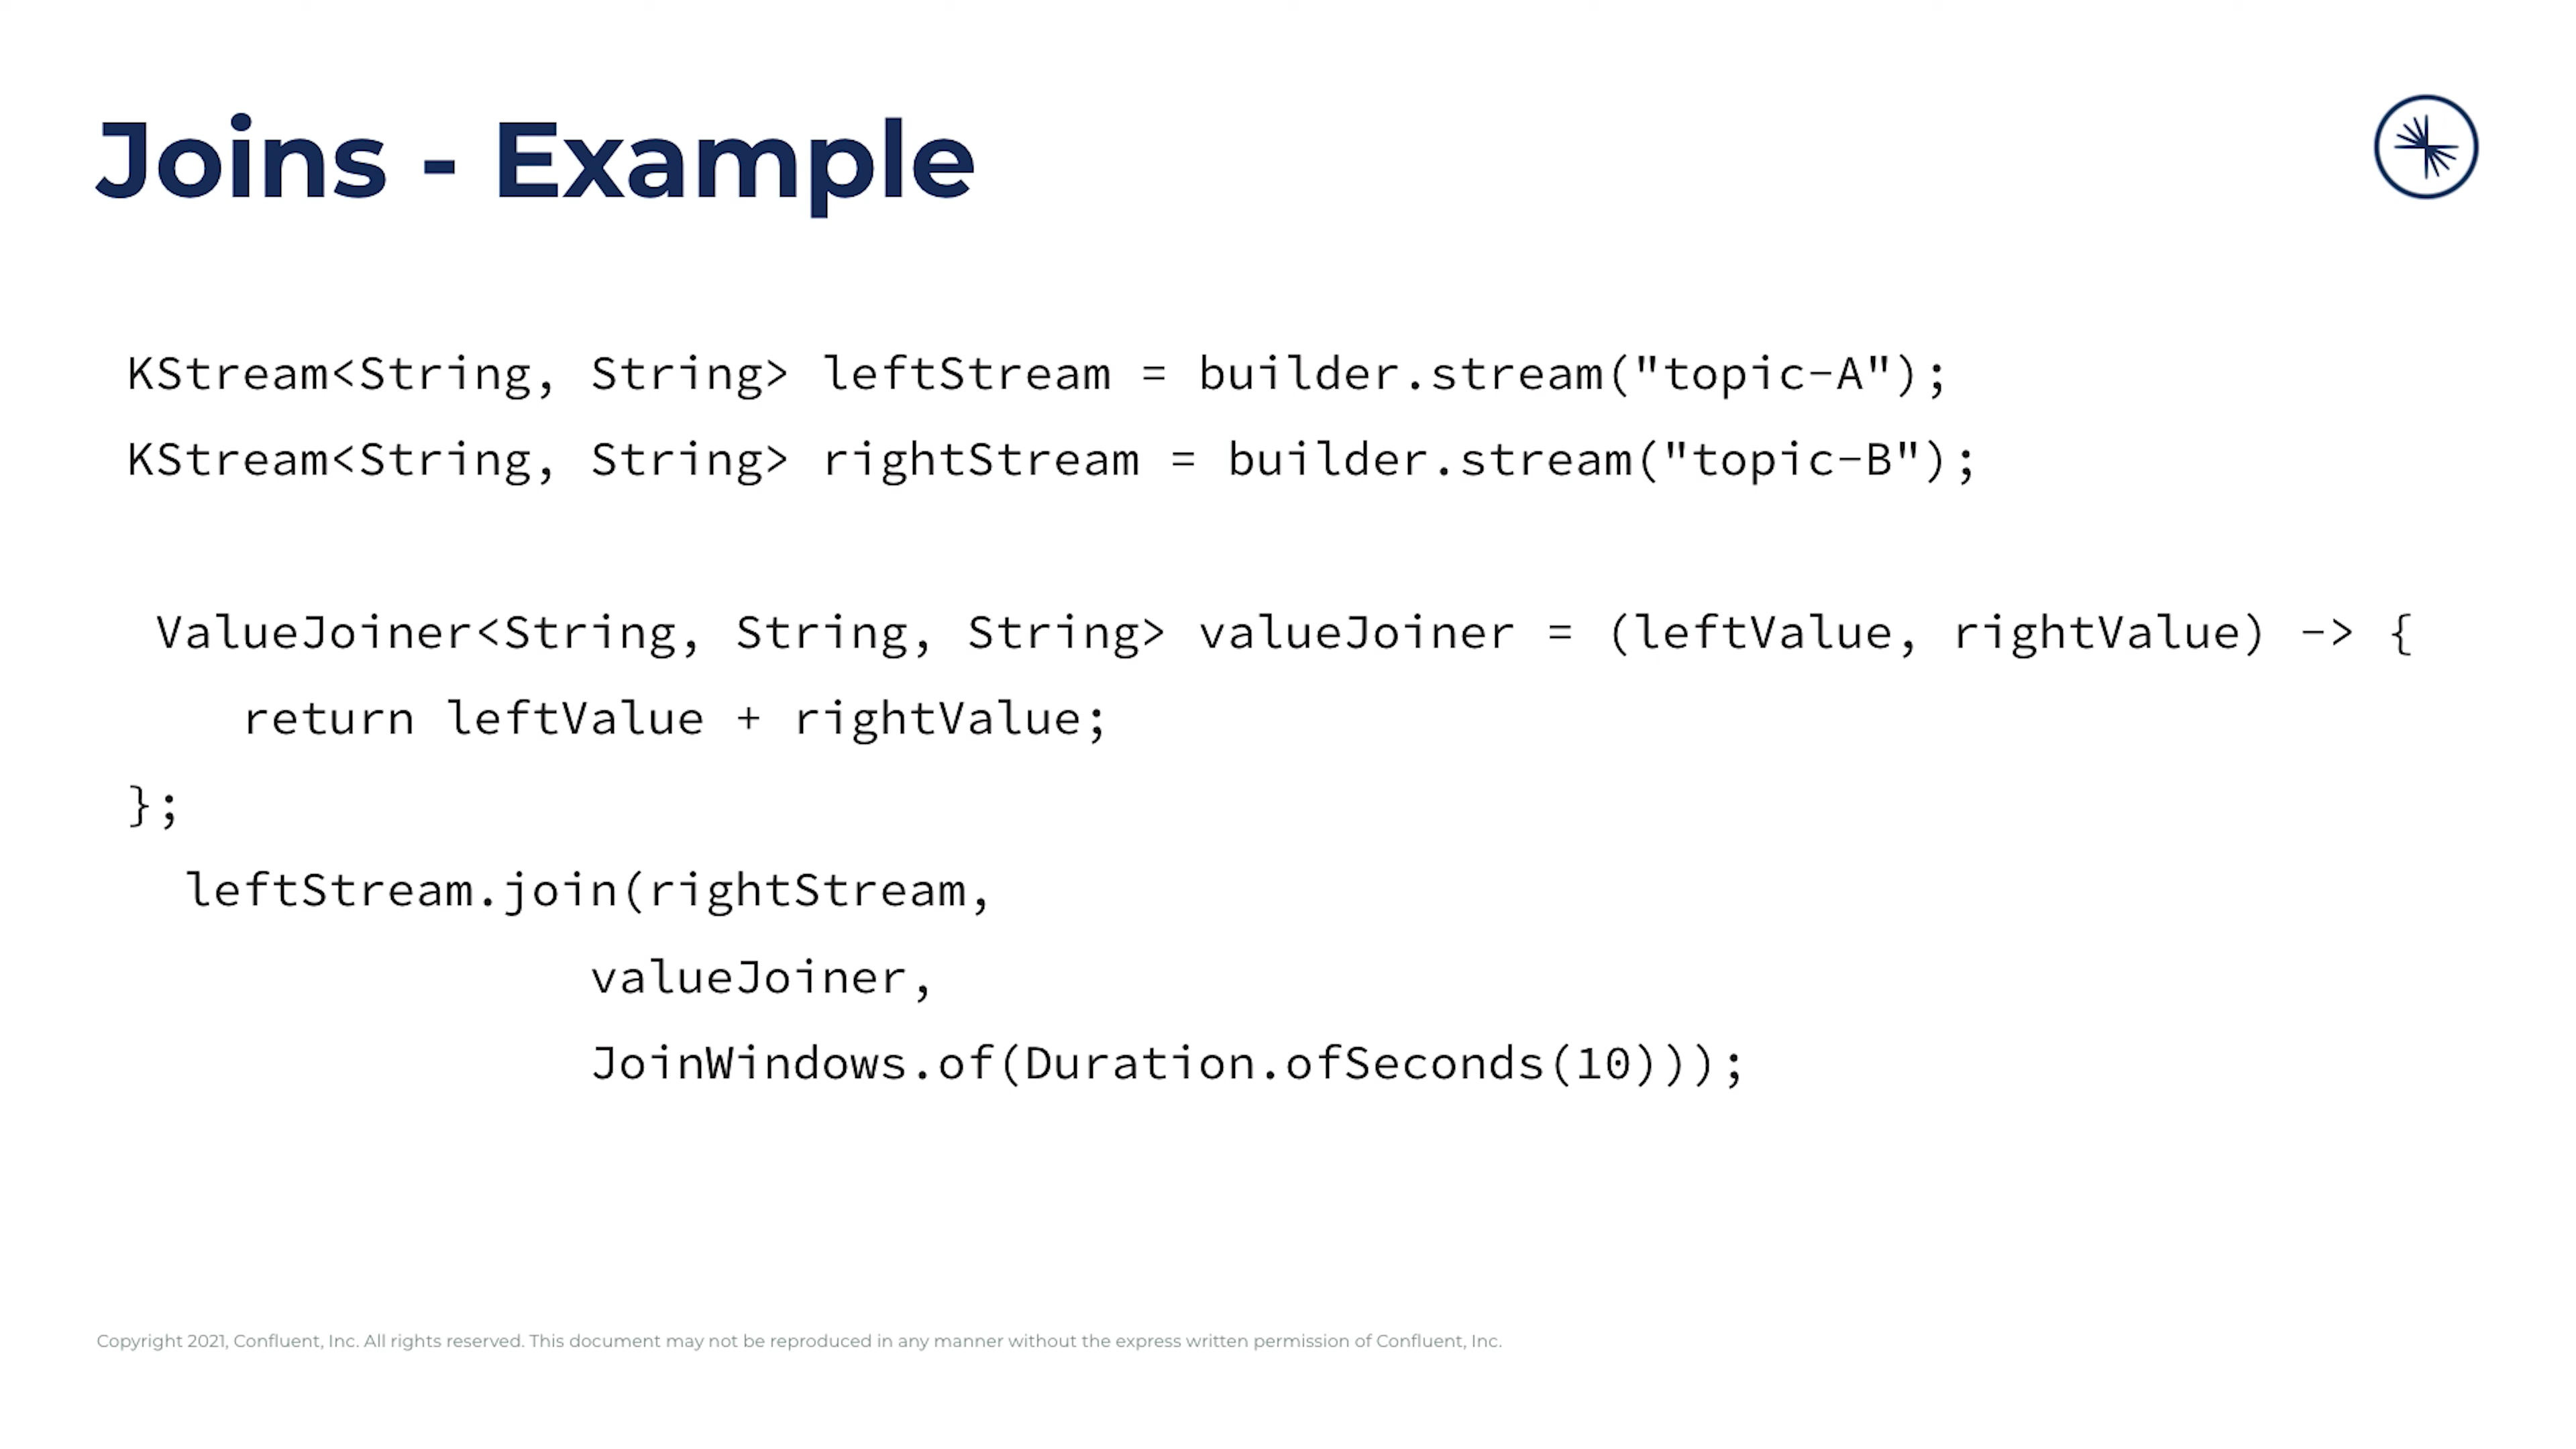 Joins - Example
KStream<String, String> leftStream = builder.stream("topic-A");
KStream<String, String> rightStream = builder.stream("topic-B");
ValueJoiner<String, String, String> valueJoiner = (leftValue, rightValue) -> {
return leftValue + rightValue;
};
leftStream.join(rightStream,
valueJoiner,
JoinWindows.of(Duration.ofSeconds(10)));
Copyright 2021, Confluent, Inc. All rights reserved. This document may not be reproduced in any manner without the express written permission of Confluent, Inc.